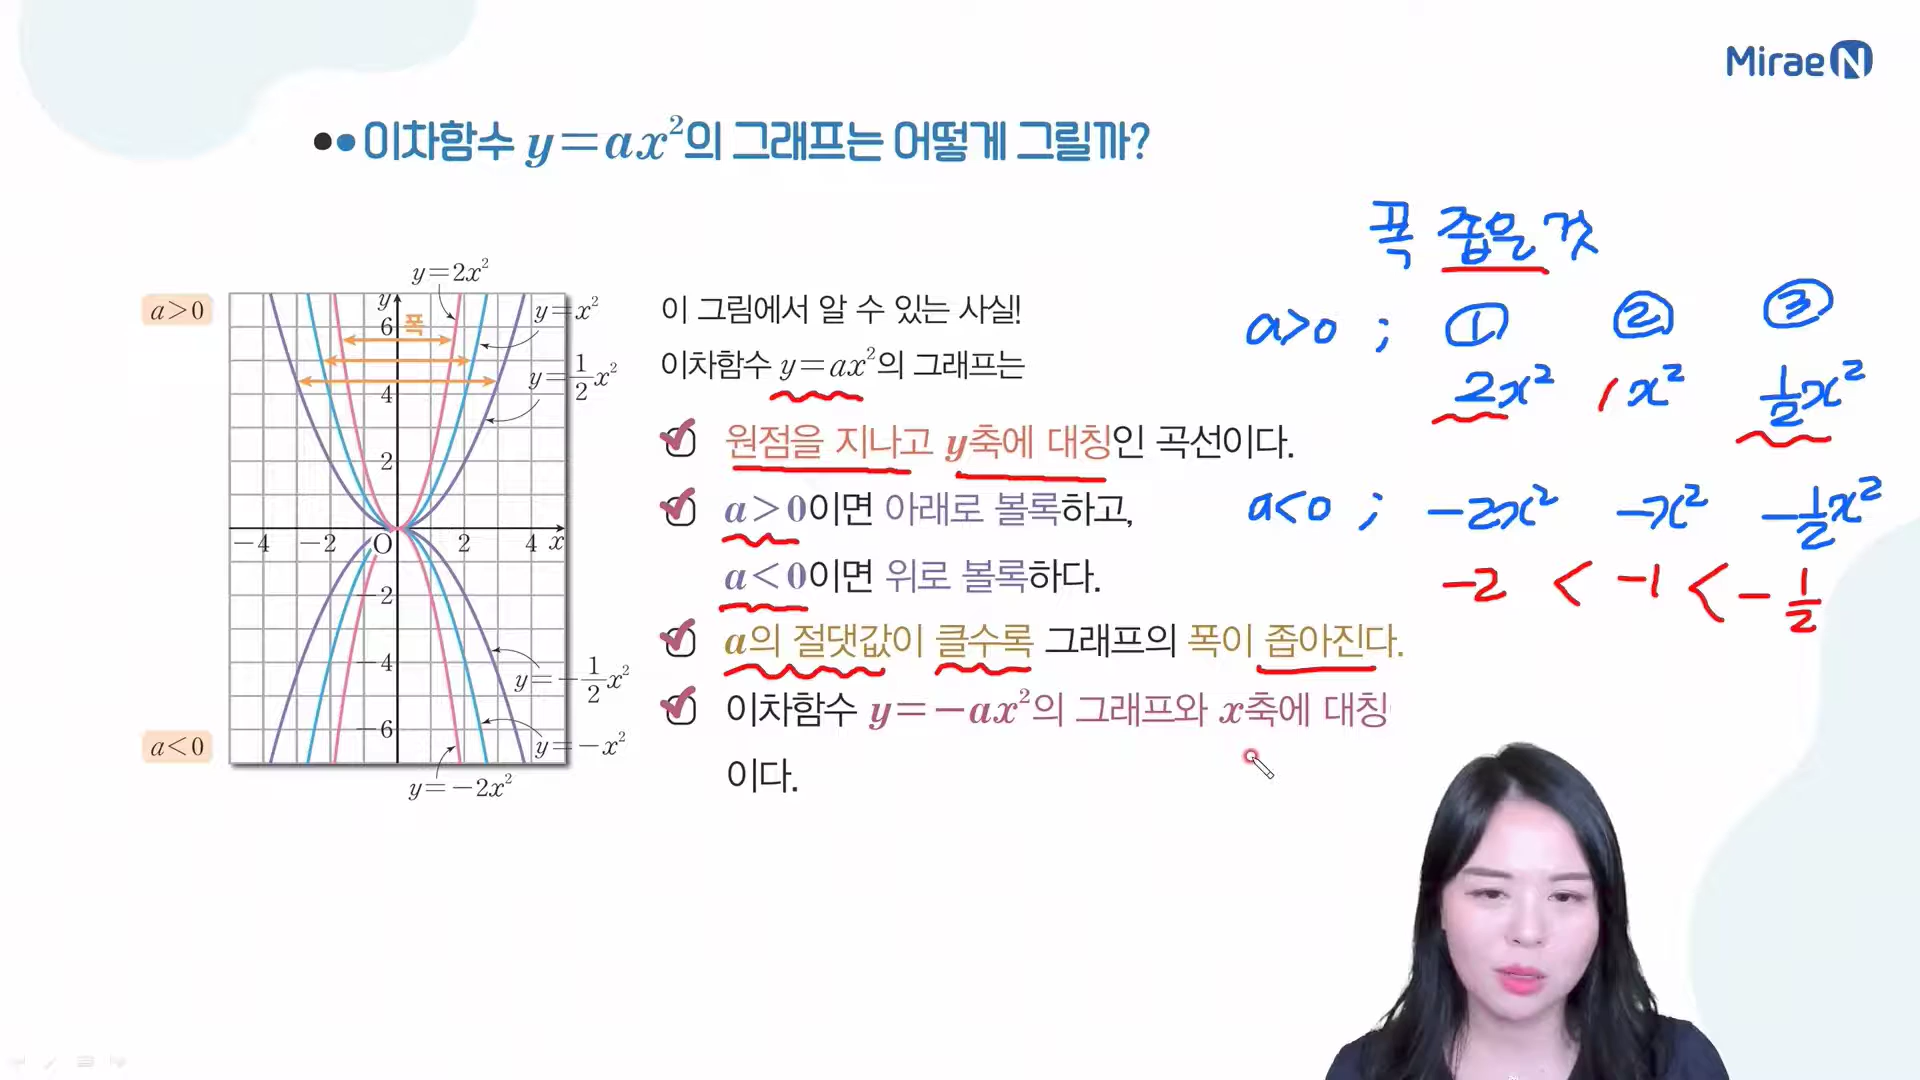 Mirae N
이차함수 y=ax²의 그래프는 어떻게 그릴까?
폭 좁은 것
a>0
y=2x²
y
6
폭
y=x²
y=1/2x²
4
2
-4 -2 O 2 4 x
-2
-4
y=-1/2x²
-6
a<0
y=-x²
y=-2x²
이 그림에서 알 수 있는 사실!
이차함수 y=ax²의 그래프는
원점을 지나고 y축에 대칭인 곡선이다.
a>0이면 아래로 볼록하고,
a<0이면 위로 볼록하다.
a의 절댓값이 클수록 그래프의 폭이 좁아진다.
이차함수 y=-ax²의 그래프와 x축에 대칭
이다.
a>0 ; ① ② ③
2x² 1x² 1/2x²
a<0 ; -2x² -x² -1/2x²
-2 < -1 < -1/2